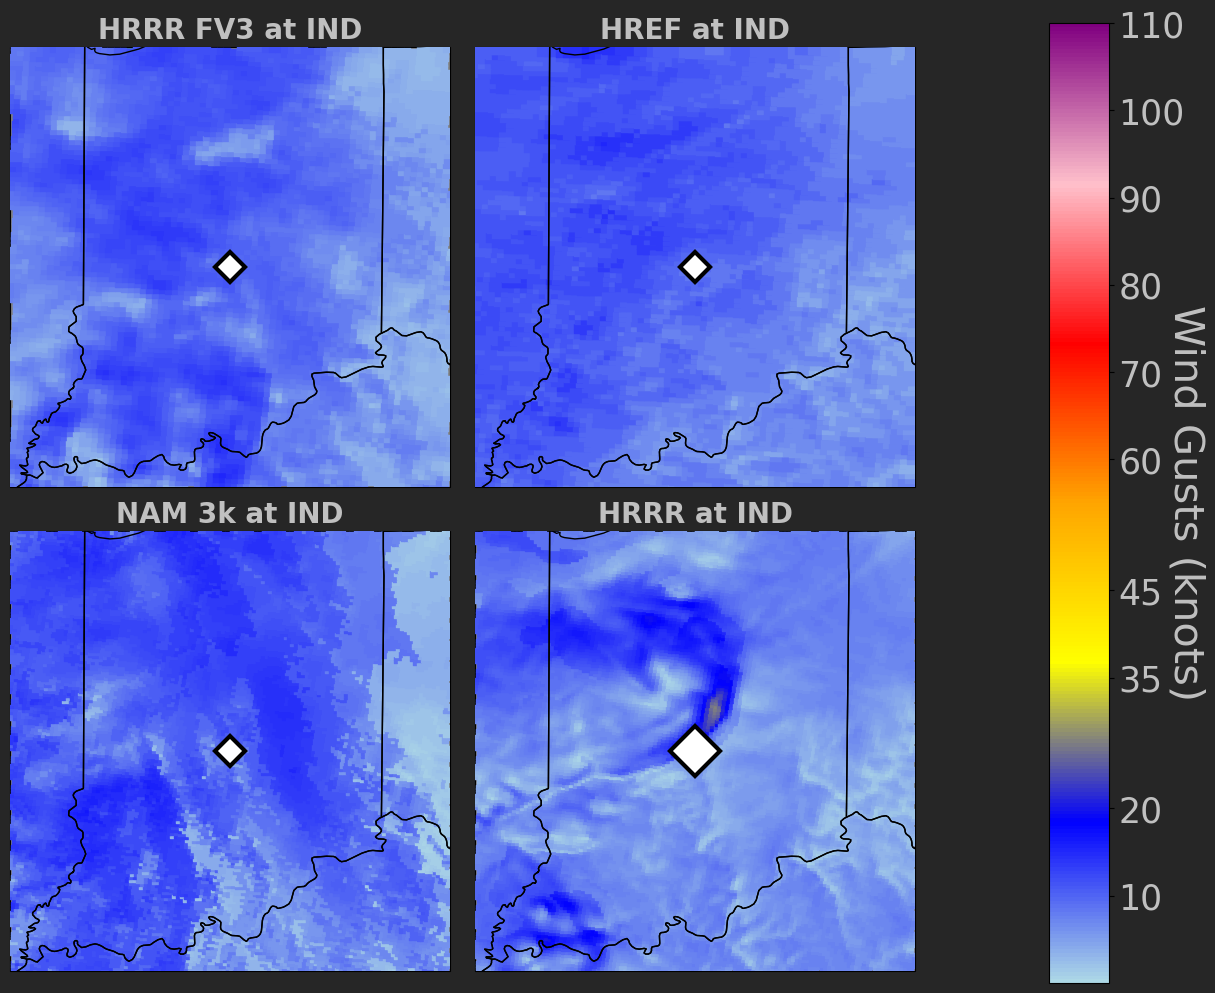 HRRR FV3 at IND
HREF at IND
NAM 3k at IND
HRRR at IND
110
100
90
80
70
60
45
35
20
10
Wind Gusts (knots)